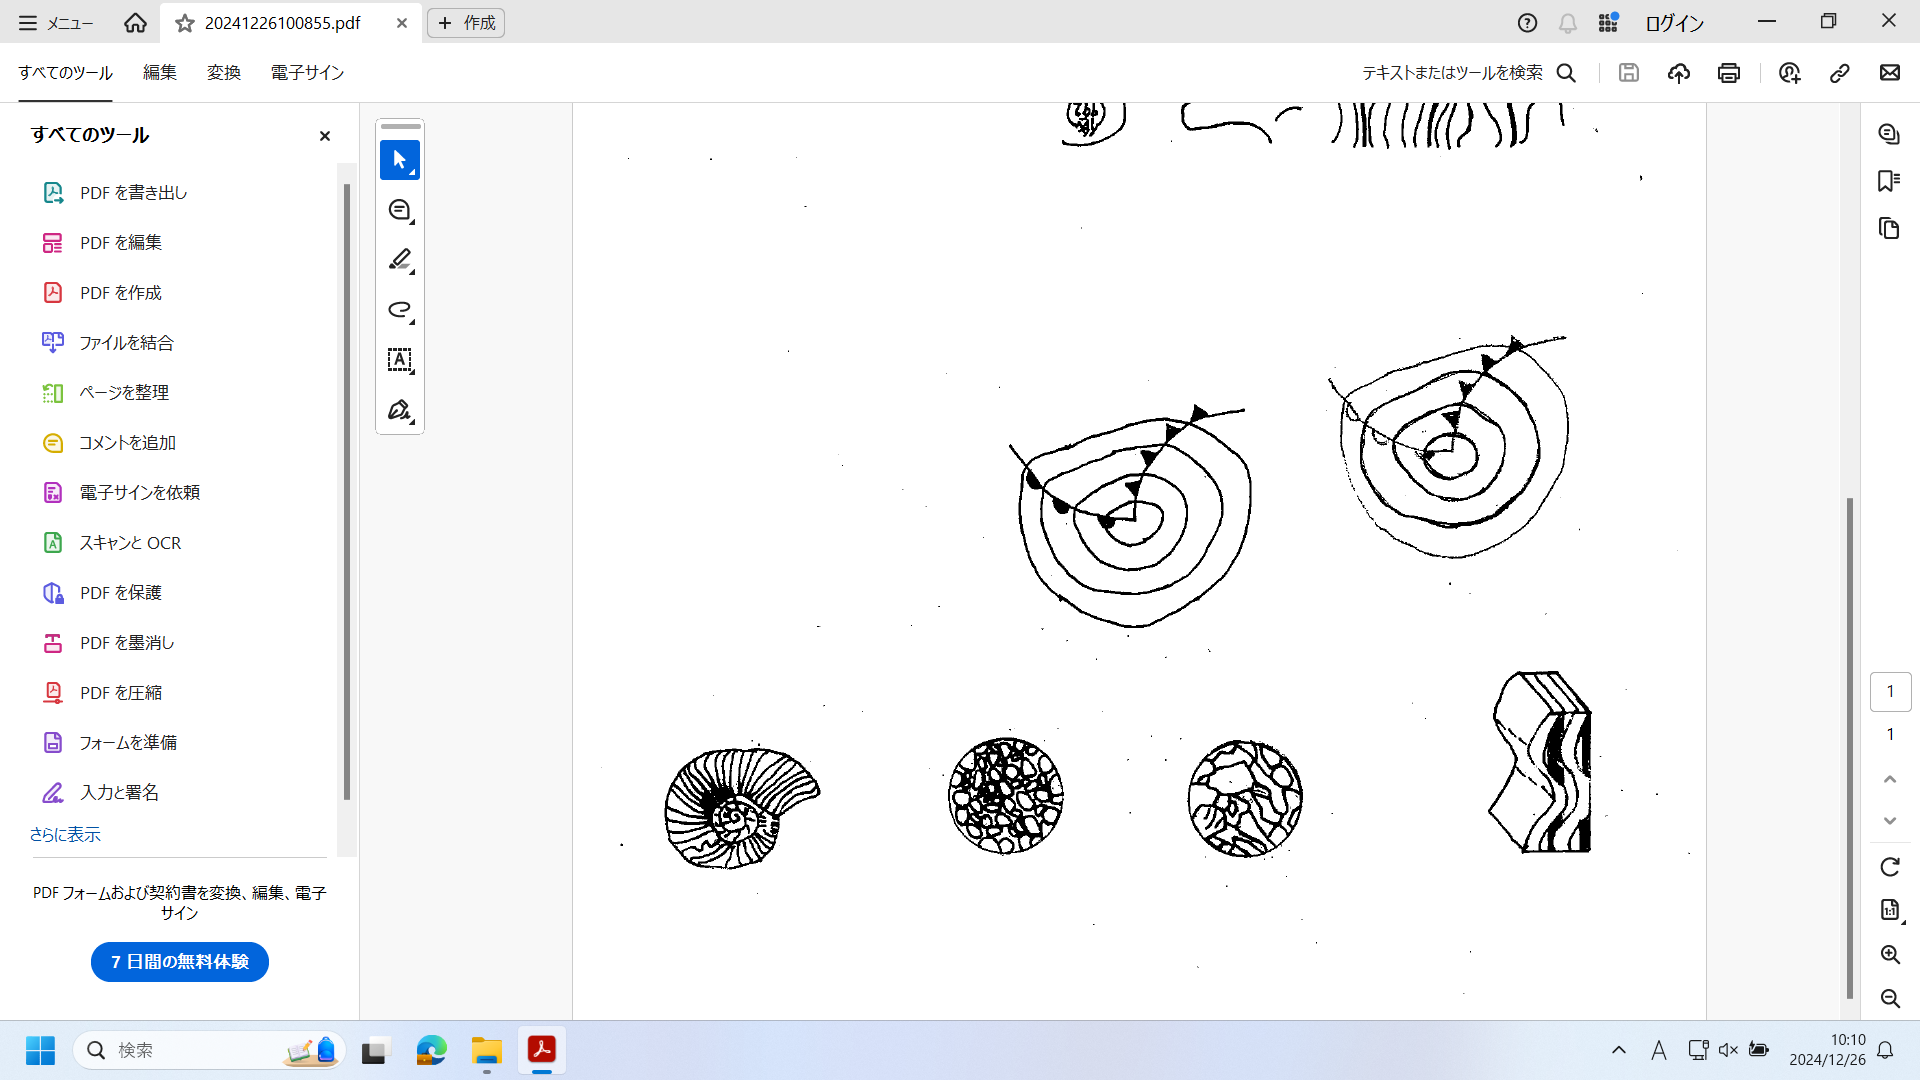 メニュー
20241226100855.pdf
作成
ログイン
すべてのツール
編集
変換
電子サイン
テキストまたはツールを検索
すべてのツール
PDF を書き出し
PDF を編集
PDF を作成
ファイルを結合
ページを整理
コメントを追加
電子サインを依頼
スキャンと OCR
PDF を保護
PDF を墨消し
PDF を圧縮
フォームを準備
入力と署名
さらに表示
PDF フォームおよび契約書を変換、編集、電子
サイン
7 日間の無料体験
A
1
1
1:1
検索
A
10:10
2024/12/26